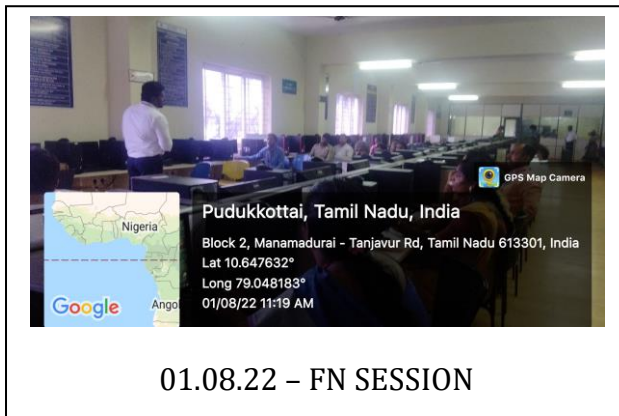 GPS Map Camera
Pudukkottai, Tamil Nadu, India
Block 2, Manamadurai - Tanjavur Rd, Tamil Nadu 613301, India
Lat 10.647632°
Long 79.048183°
01/08/22 11:19 AM
Nigeria
Google
Angol
01.08.22 – FN SESSION